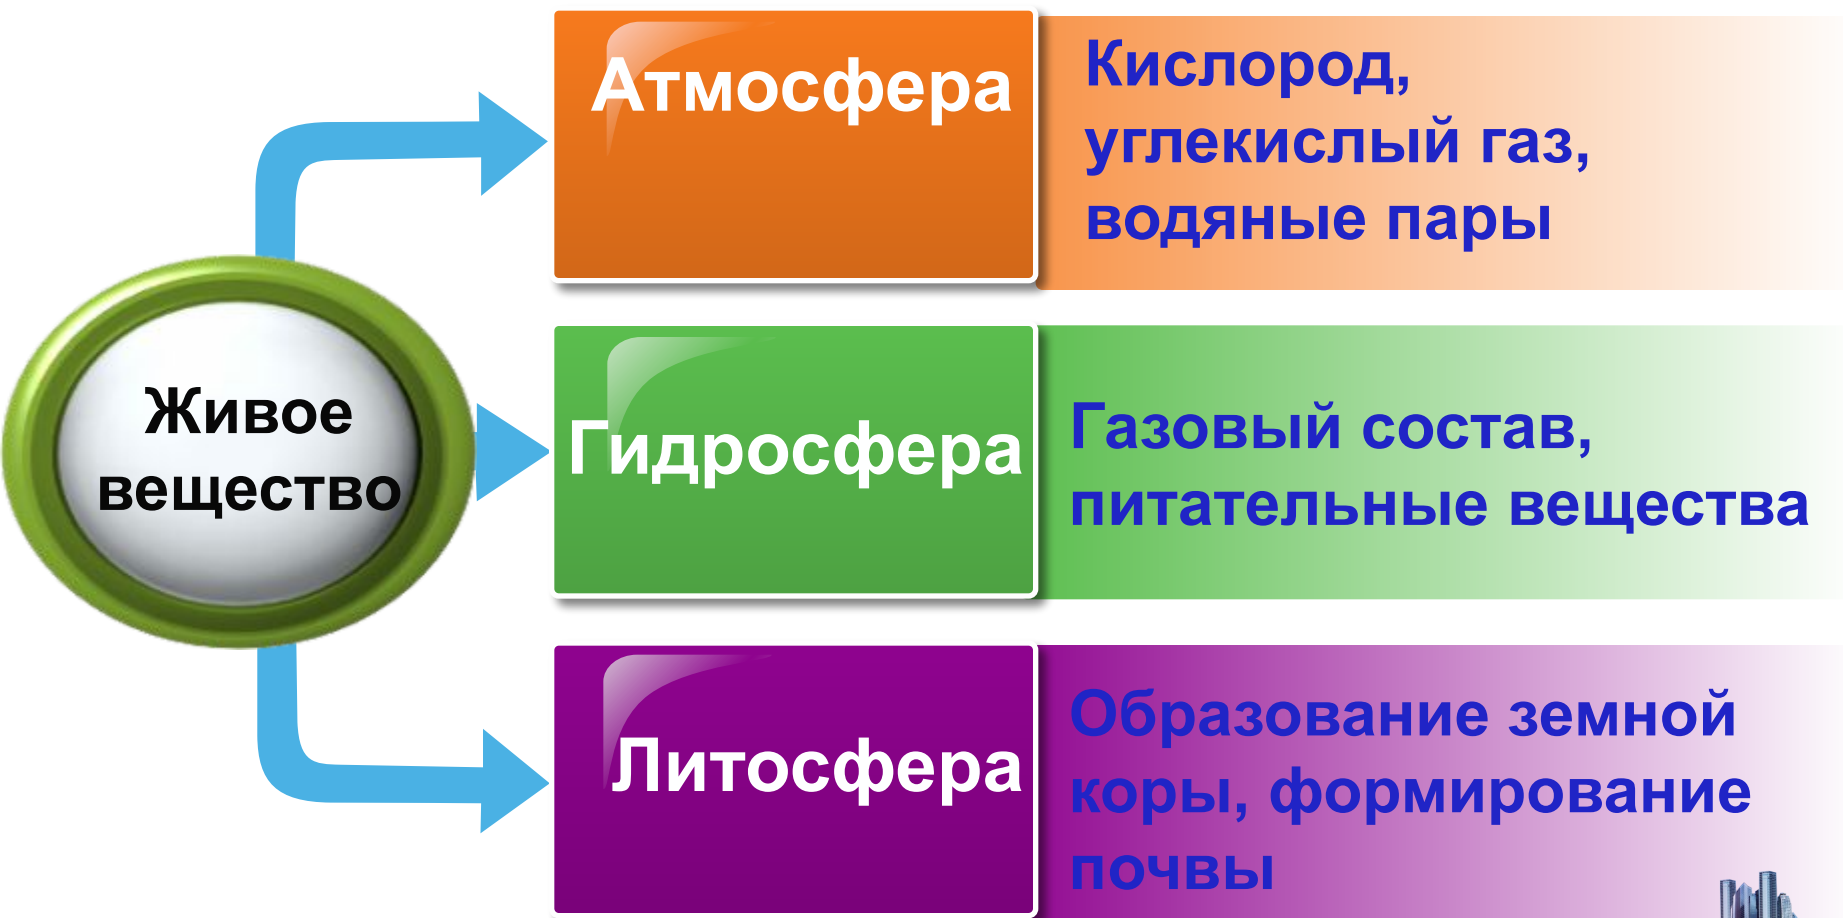 Атмосфера
Кислород,
углекислый газ,
водяные пары
Живое
вещество
Гидросфера
Газовый состав,
питательные вещества
Литосфера
Образование земной
коры, формирование
почвы